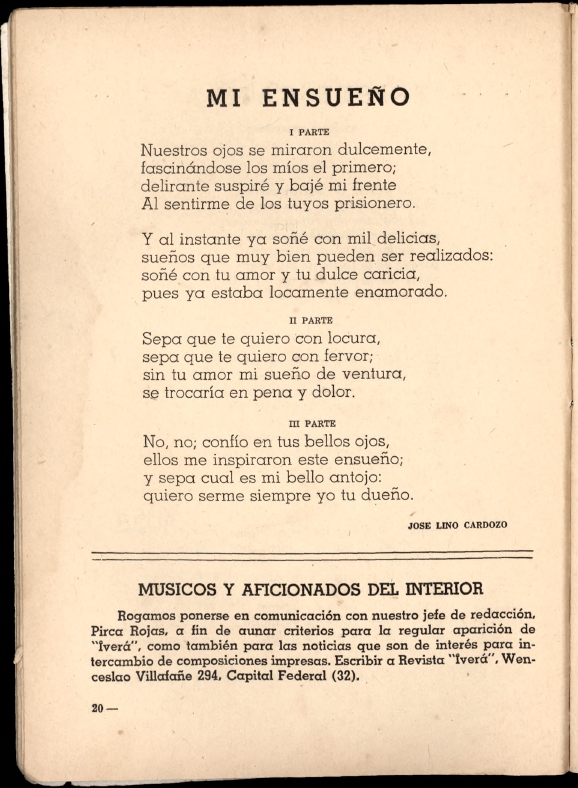 MI ENSUEÑO
I PARTE
Nuestros ojos se miraron dulcemente,
fascinándose los míos el primero;
delirante suspiré y bajé mi frente
Al sentirme de los tuyos prisionero.
Y al instante ya soñé con mil delicias,
sueños que muy bien pueden ser realizados:
soñé con tu amor y tu dulce caricia,
pues ya estaba locamente enamorado.
II PARTE
Sepa que te quiero con locura,
sepa que te quiero con fervor;
sin tu amor mi sueño de ventura,
se trocaría en pena y dolor.
III PARTE
No, no; confío en tus bellos ojos,
ellos me inspiraron este ensueño;
y sepa cual es mi bello antojo:
quiero serme siempre yo tu dueño.
JOSE LINO CARDOZO
MUSICOS Y AFICIONADOS DEL INTERIOR
Rogamos ponerse en comunicación con nuestro jefe de redacción,
Pirca Rojas, a fin de aunar criterios para la regular aparición de
"Íverá", como también para las noticias que son de interés para in-
tercambio de composiciones impresas. Escribir a Revista "Íverá", Wen-
ceslao Villafañe 294, Capital Federal (32).
20 —